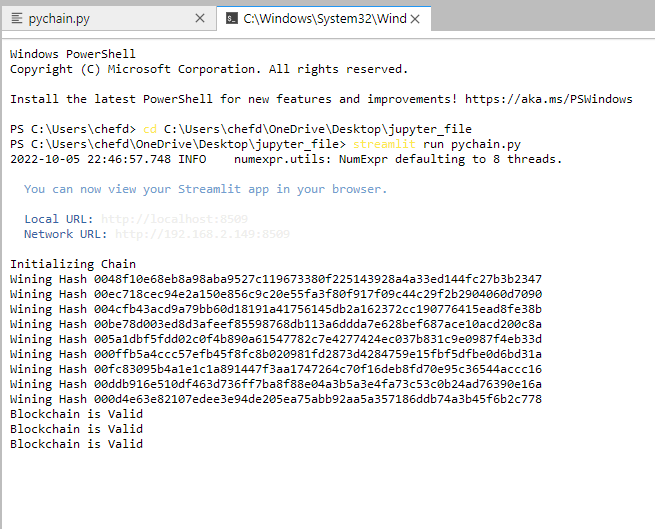 pychain.py
C:\Windows\System32\Wind
Windows PowerShell
Copyright (C) Microsoft Corporation. All rights reserved.
Install the latest PowerShell for new features and improvements! https://aka.ms/PSWindows
PS C:\Users\chefd> cd C:\Users\chefd\OneDrive\Desktop\jupyter_file
PS C:\Users\chefd\OneDrive\Desktop\jupyter_file> streamlit run pychain.py
2022-10-05 22:46:57.748 INFO    numexpr.utils: NumExpr defaulting to 8 threads.
You can now view your Streamlit app in your browser.
Local URL: http://localhost:8509
Network URL: http://192.168.2.149:8509
Initializing Chain
Wining Hash 0048f10e68eb8a98aba9527c119673380f225143928a4a33ed144fc27b3b2347
Wining Hash 00ec718cec94e2a150e856c9c20e55fa3f80f917f09c44c29f2b2904060d7090
Wining Hash 004cfb43acd9a79bb60d18191a41756145db2a162372cc190776415ead8fe38b
Wining Hash 00be78d003ed8d3afeef85598768db113a6ddda7e628bef687ace10acd200c8a
Wining Hash 005a1dbf5fdd02c0f4b890a61547782c7e4277424ec037b831c9e0987f4eb33d
Wining Hash 000ffb5a4ccc57efb45f8fc8b020981fd2873d4284759e15fbf5dfbe0d6bd31a
Wining Hash 00fc83095b4a1e1c1a891447f3aa1747264c70f16deb8fd70e95c36544accc16
Wining Hash 00ddb916e510df463d736ff7ba8f88e04a3b5a3e4fa73c53c0b24ad76390e16a
Wining Hash 000d4e63e82107edee3e94de205ea75abb92aa5a357186ddb74a3b45f6b2c778
Blockchain is Valid
Blockchain is Valid
Blockchain is Valid